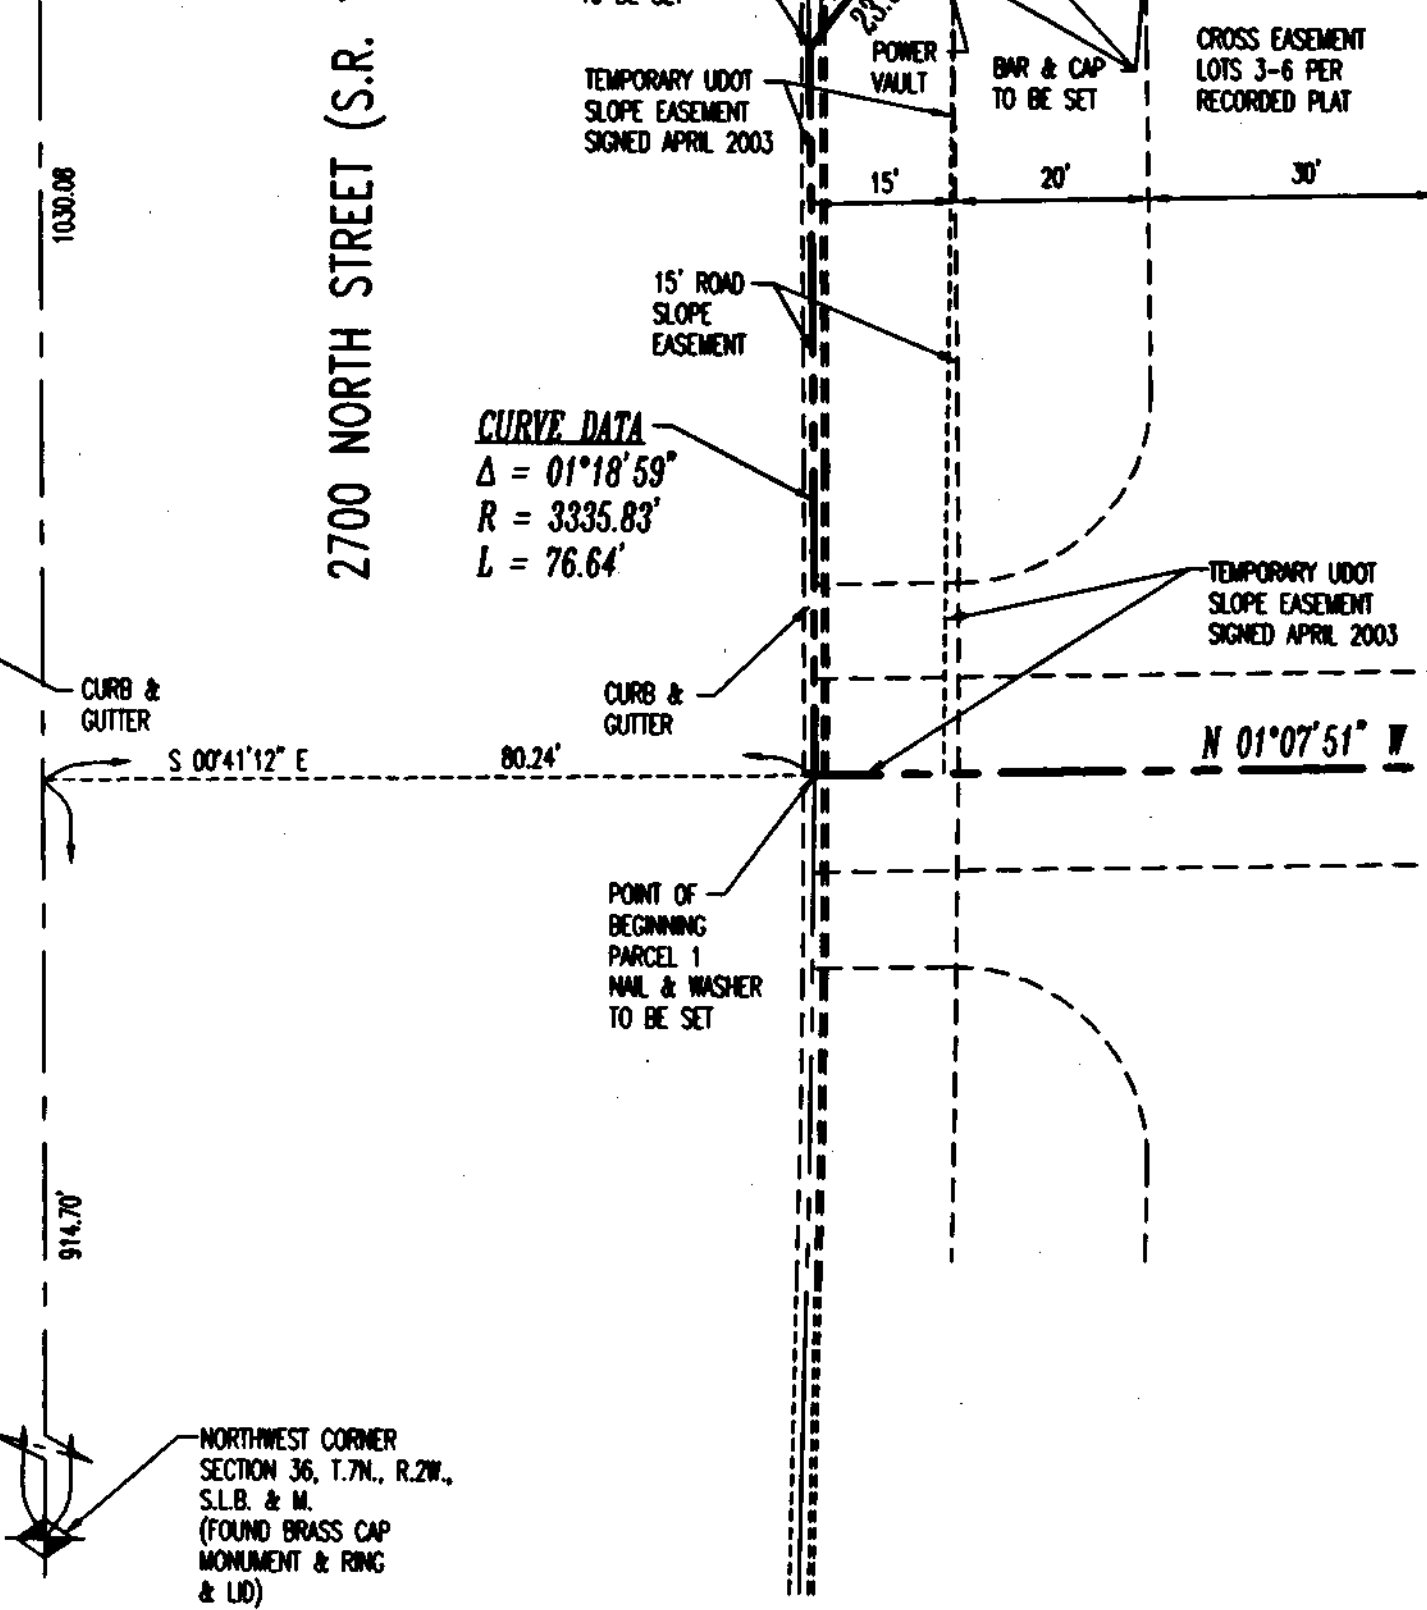 TO BE SET
23.
POWER
VAULT
BAR & CAP
TO BE SET
CROSS EASEMENT
LOTS 3-6 PER
RECORDED PLAT
TEMPORARY UDOT
SLOPE EASEMENT
SIGNED APRIL 2003
2700 NORTH STREET (S.R.
1030.08
15'
20'
30'
15' ROAD
SLOPE
EASEMENT
CURVE DATA
Δ = 01°18'59"
R = 3335.83'
L = 76.64'
TEMPORARY UDOT
SLOPE EASEMENT
SIGNED APRIL 2003
CURB &
GUTTER
CURB &
GUTTER
S 00°41'12" E
80.24'
N 01°07'51" W
POINT OF
BEGINNING
PARCEL 1
NAIL & WASHER
TO BE SET
914.70'
NORTHWEST CORNER
SECTION 36, T.7N., R.2W.,
S.L.B. & M.
(FOUND BRASS CAP
MONUMENT & RING
& LID)